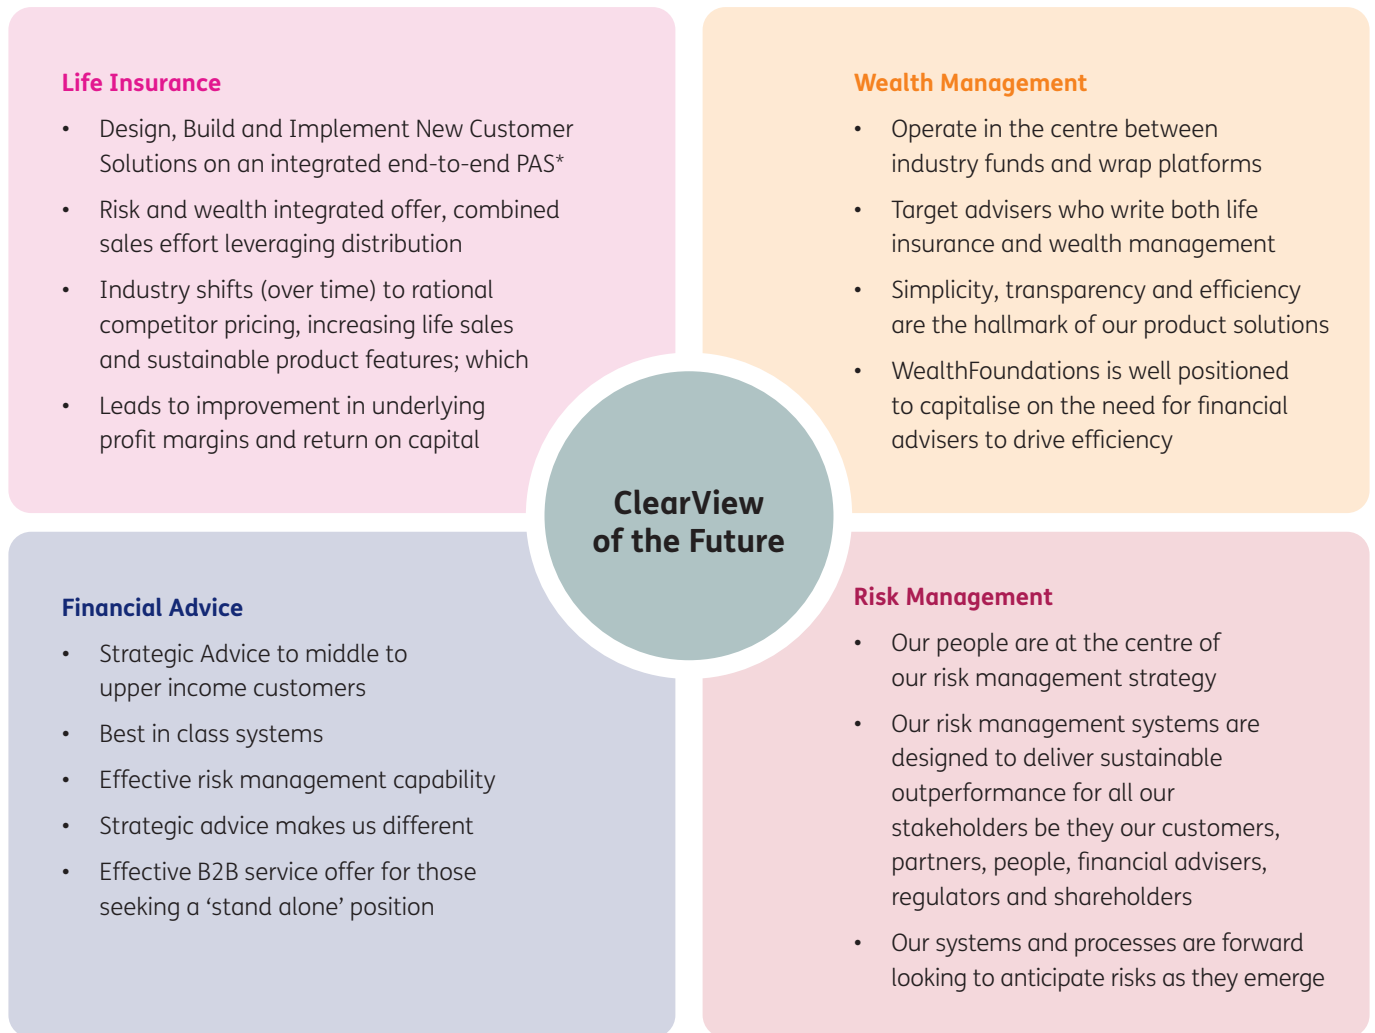 Life Insurance
• Design, Build and Implement New Customer
Solutions on an integrated end-to-end PAS*
• Risk and wealth integrated offer, combined
sales effort leveraging distribution
• Industry shifts (over time) to rational
competitor pricing, increasing life sales
and sustainable product features; which
• Leads to improvement in underlying
profit margins and return on capital
Wealth Management
• Operate in the centre between
industry funds and wrap platforms
• Target advisers who write both life
insurance and wealth management
• Simplicity, transparency and efficiency
are the hallmark of our product solutions
• WealthFoundations is well positioned
to capitalise on the need for financial
advisers to drive efficiency
ClearView
of the Future
Financial Advice
• Strategic Advice to middle to
upper income customers
• Best in class systems
• Effective risk management capability
• Strategic advice makes us different
• Effective B2B service offer for those
seeking a ‘stand alone’ position
Risk Management
• Our people are at the centre of
our risk management strategy
• Our risk management systems are
designed to deliver sustainable
outperformance for all our
stakeholders be they our customers,
partners, people, financial advisers,
regulators and shareholders
• Our systems and processes are forward
looking to anticipate risks as they emerge